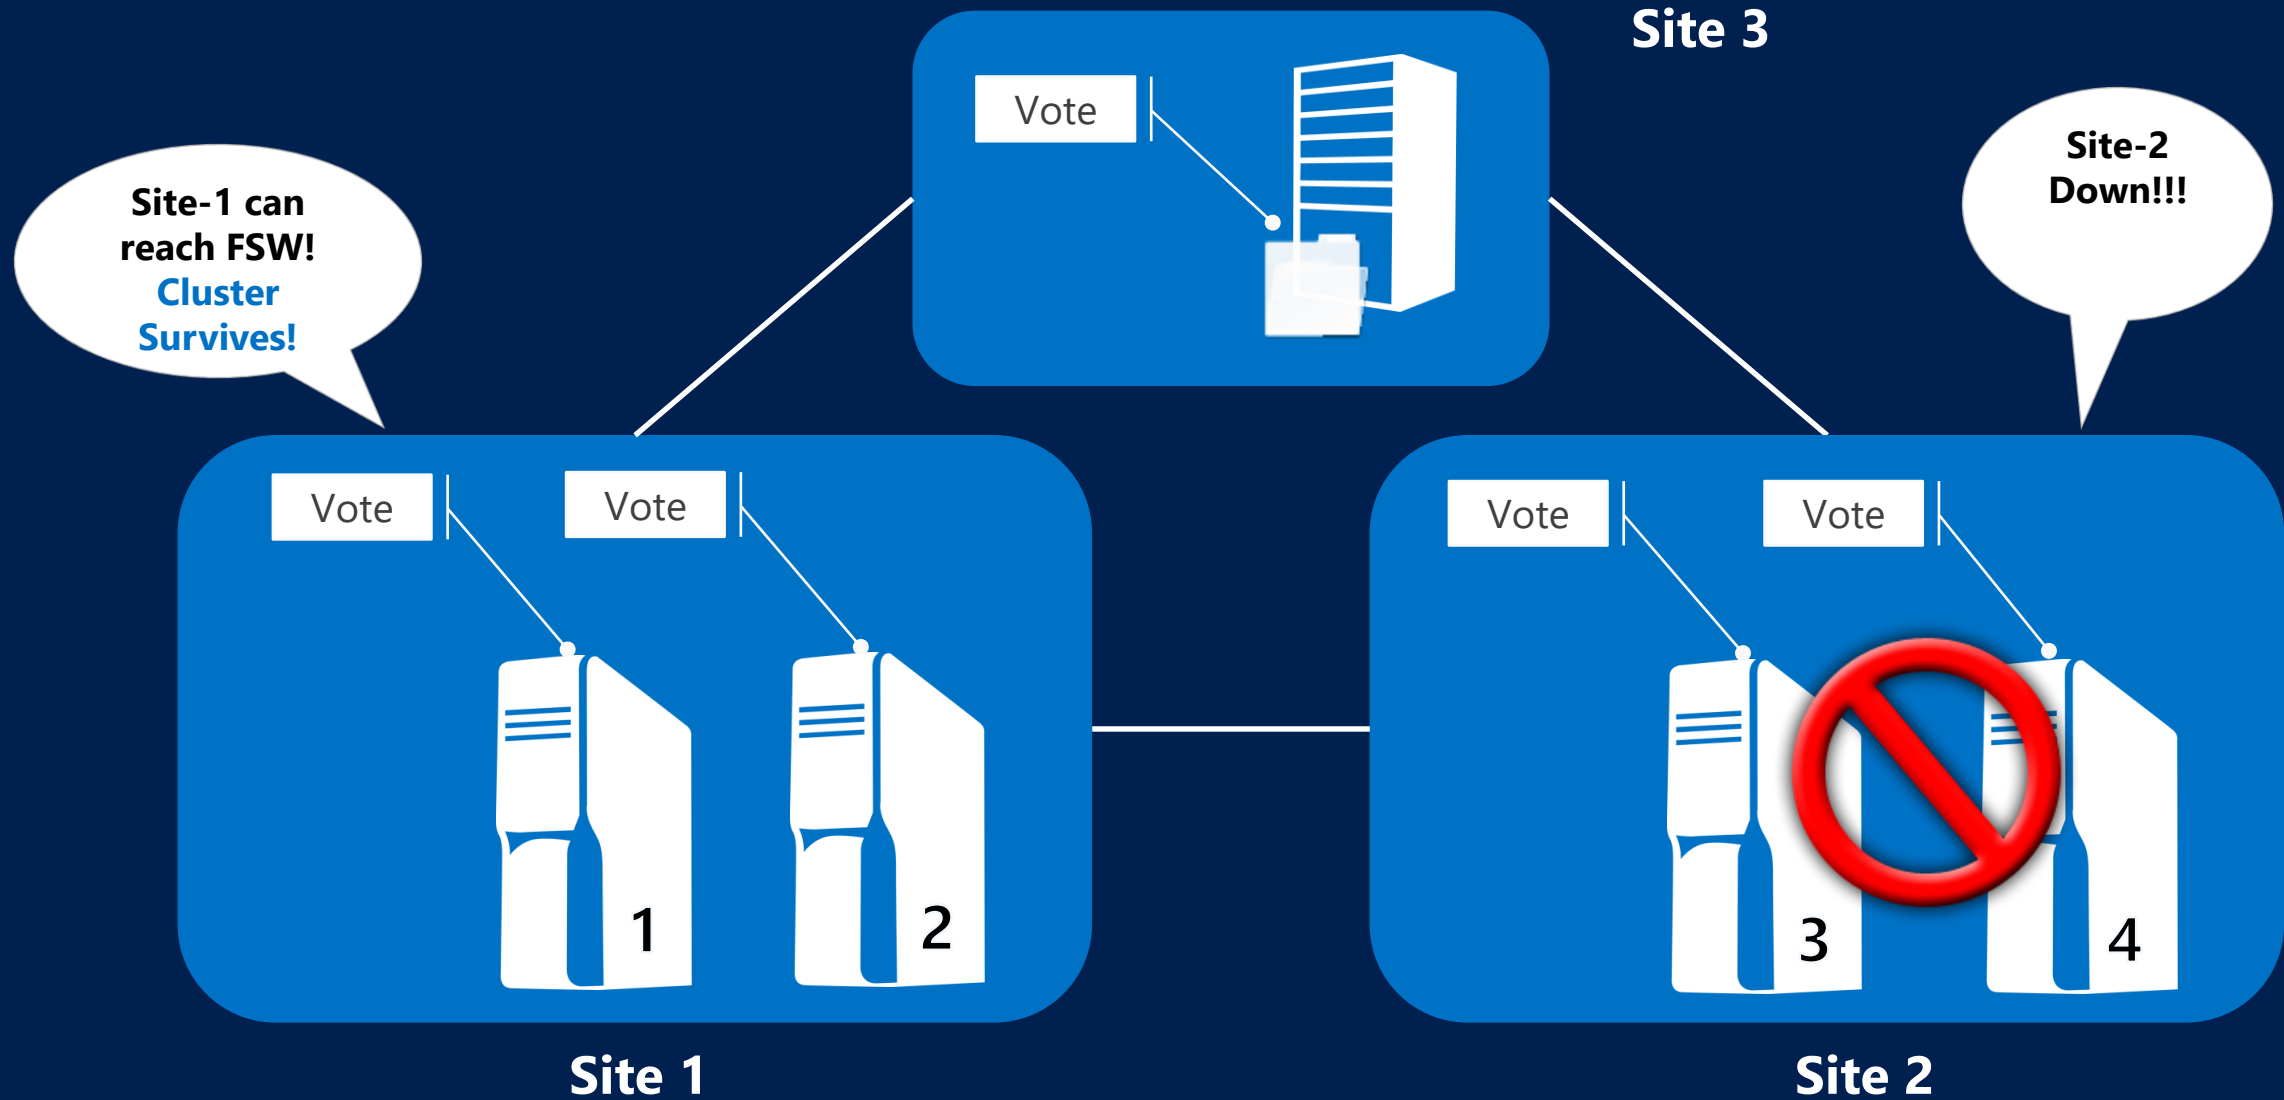 Site 3
Vote
Site-2
Down!!!
Site-1 can
reach FSW!
Cluster
Survives!
Vote
Vote
Vote
Vote
1
2
3
4
Site 1
Site 2